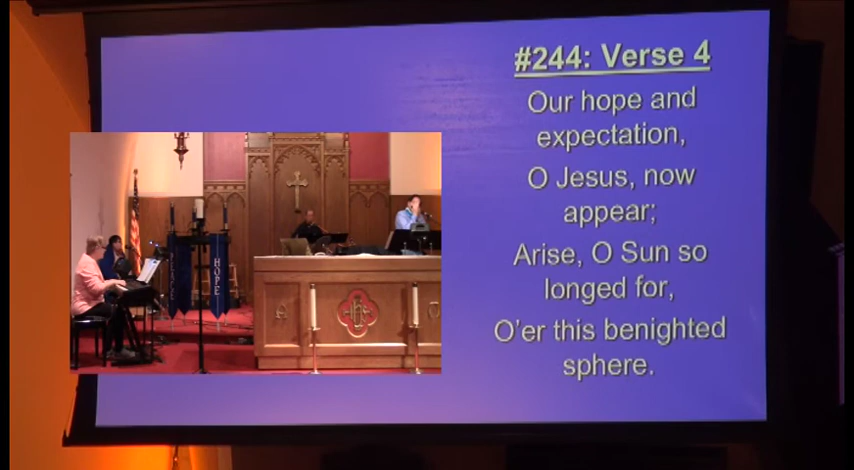 #244: Verse 4
Our hope and
expectation,
O Jesus, now
appear;
Arise, O Sun so
longed for,
O'er this benighted
sphere.
HOPE